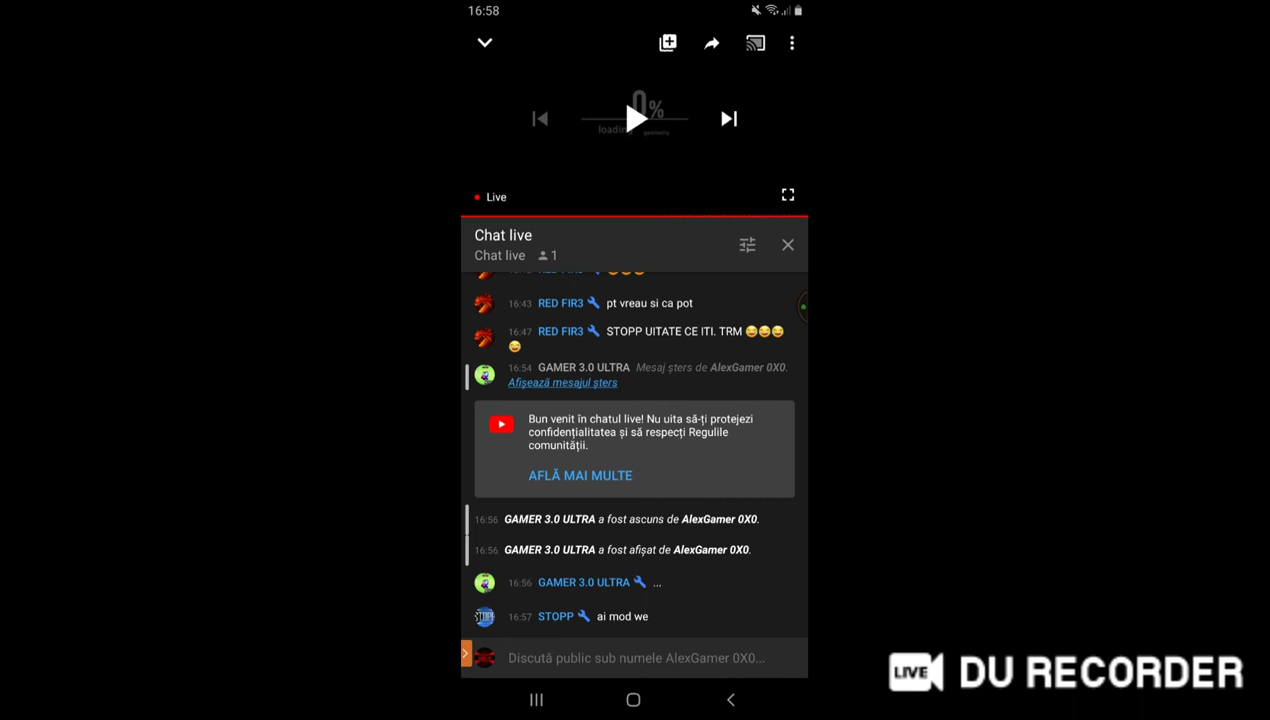 16:58
0%
loading
Live
Chat live
Chat live 1
16:43 RED FIR3 pt vreau si ca pot
16:47 RED FIR3 STOPP UITATE CE ITI. TRM 😂😂😂
😂
16:54 GAMER 3.0 ULTRA Mesaj șters de AlexGamer 0X0.
Afișează mesajul șters
Bun venit în chatul live! Nu uita să-ți protejezi
confidențialitatea și să respecți Regulile
comunității.
AFLĂ MAI MULTE
16:56 GAMER 3.0 ULTRA a fost ascuns de AlexGamer 0X0.
16:56 GAMER 3.0 ULTRA a fost afișat de AlexGamer 0X0.
16:56 GAMER 3.0 ULTRA ...
STOPP 16:57 STOPP ai mod we
Discută public sub numele AlexGamer 0X0...
LIVE DU RECORDER